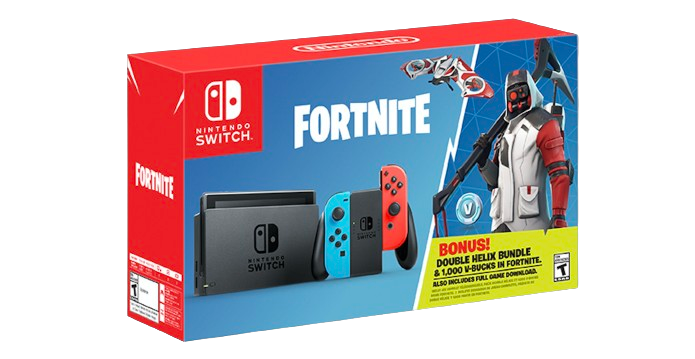 Nintendo
NINTENDO
SWITCH
FORTNITE
FORTNITE
NINTENDO
SWITCH
V
BONUS!
DOUBLE HELIX BUNDLE
& 1,000 V-BUCKS IN FORTNITE.
ALSO INCLUDES FULL GAME DOWNLOAD.
T